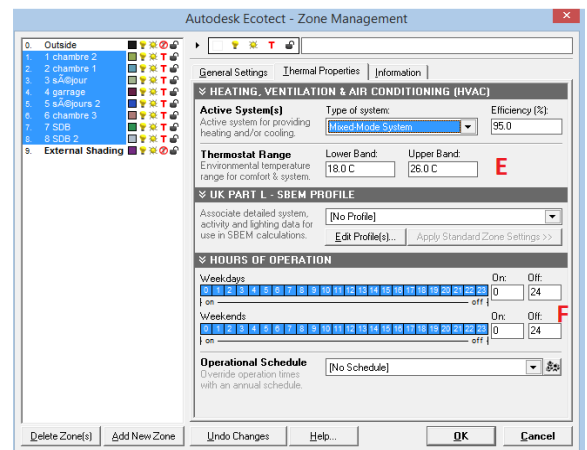 Autodesk Ecotect - Zone Management
0. Outside
1. 1 chambre 2
2. 2 chambre 1
3. 3 sÃ©jour
4. 4 garrage
5. 5 sÃ©jours 2
6. 6 chambre 3
7. 7 SDB
8. 8 SDB 2
9. External Shading
General Settings Thermal Properties Information
HEATING, VENTILATION & AIR CONDITIONING (HVAC)
Active System(s) Type of system: Efficiency (%):
Active system for providing
heating and/or cooling.
Mixed-Mode System 95.0
Thermostat Range Lower Band: Upper Band:
Environmental temperature
range for comfort & system.
18.0 C 26.0 C E
UK PART L - SBEM PROFILE
Associate detailed system,
activity and lighting data for
use in SBEM calculations.
[No Profile]
Edit Profile(s)... Apply Standard Zone Settings >>
HOURS OF OPERATION
Weekdays On: Off:
0 1 2 3 4 5 6 7 8 9 10 11 12 13 14 15 16 17 18 19 20 21 22 23 0 24
on off
F
Weekends On: Off:
0 1 2 3 4 5 6 7 8 9 10 11 12 13 14 15 16 17 18 19 20 21 22 23 0 24
on off
Operational Schedule
Override operation times
with an annual schedule.
[No Schedule]
Delete Zone(s) Add New Zone Undo Changes Help... OK Cancel